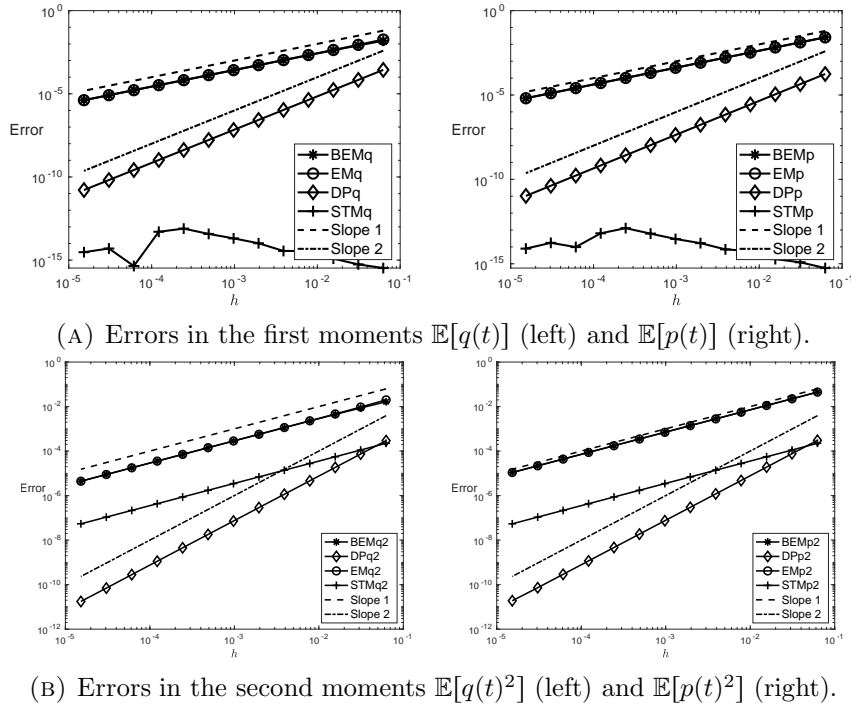 10^0
10^-5
Error
10^-10
10^-15
BEMq
EMq
DPq
STMq
Slope 1
Slope 2
10^-5 10^-4 10^-3 10^-2 10^-1
h
10^0
10^-5
Error
10^-10
10^-15
BEMp
EMp
DPp
STMp
Slope 1
Slope 2
10^-5 10^-4 10^-3 10^-2 10^-1
h
(A) Errors in the first moments 𝔼[q(t)] (left) and 𝔼[p(t)] (right).
10^0
10^-2
10^-4
Error
10^-6
10^-8
10^-10
10^-12
BEMq2
DPq2
EMq2
STMq2
Slope 1
Slope 2
10^-5 10^-4 10^-3 10^-2 10^-1
h
10^0
10^-2
10^-4
Error
10^-6
10^-8
10^-10
10^-12
BEMp2
DPp2
EMp2
STMp2
Slope 1
Slope 2
10^-5 10^-4 10^-3 10^-2 10^-1
h
(B) Errors in the second moments 𝔼[q(t)²] (left) and 𝔼[p(t)²] (right).